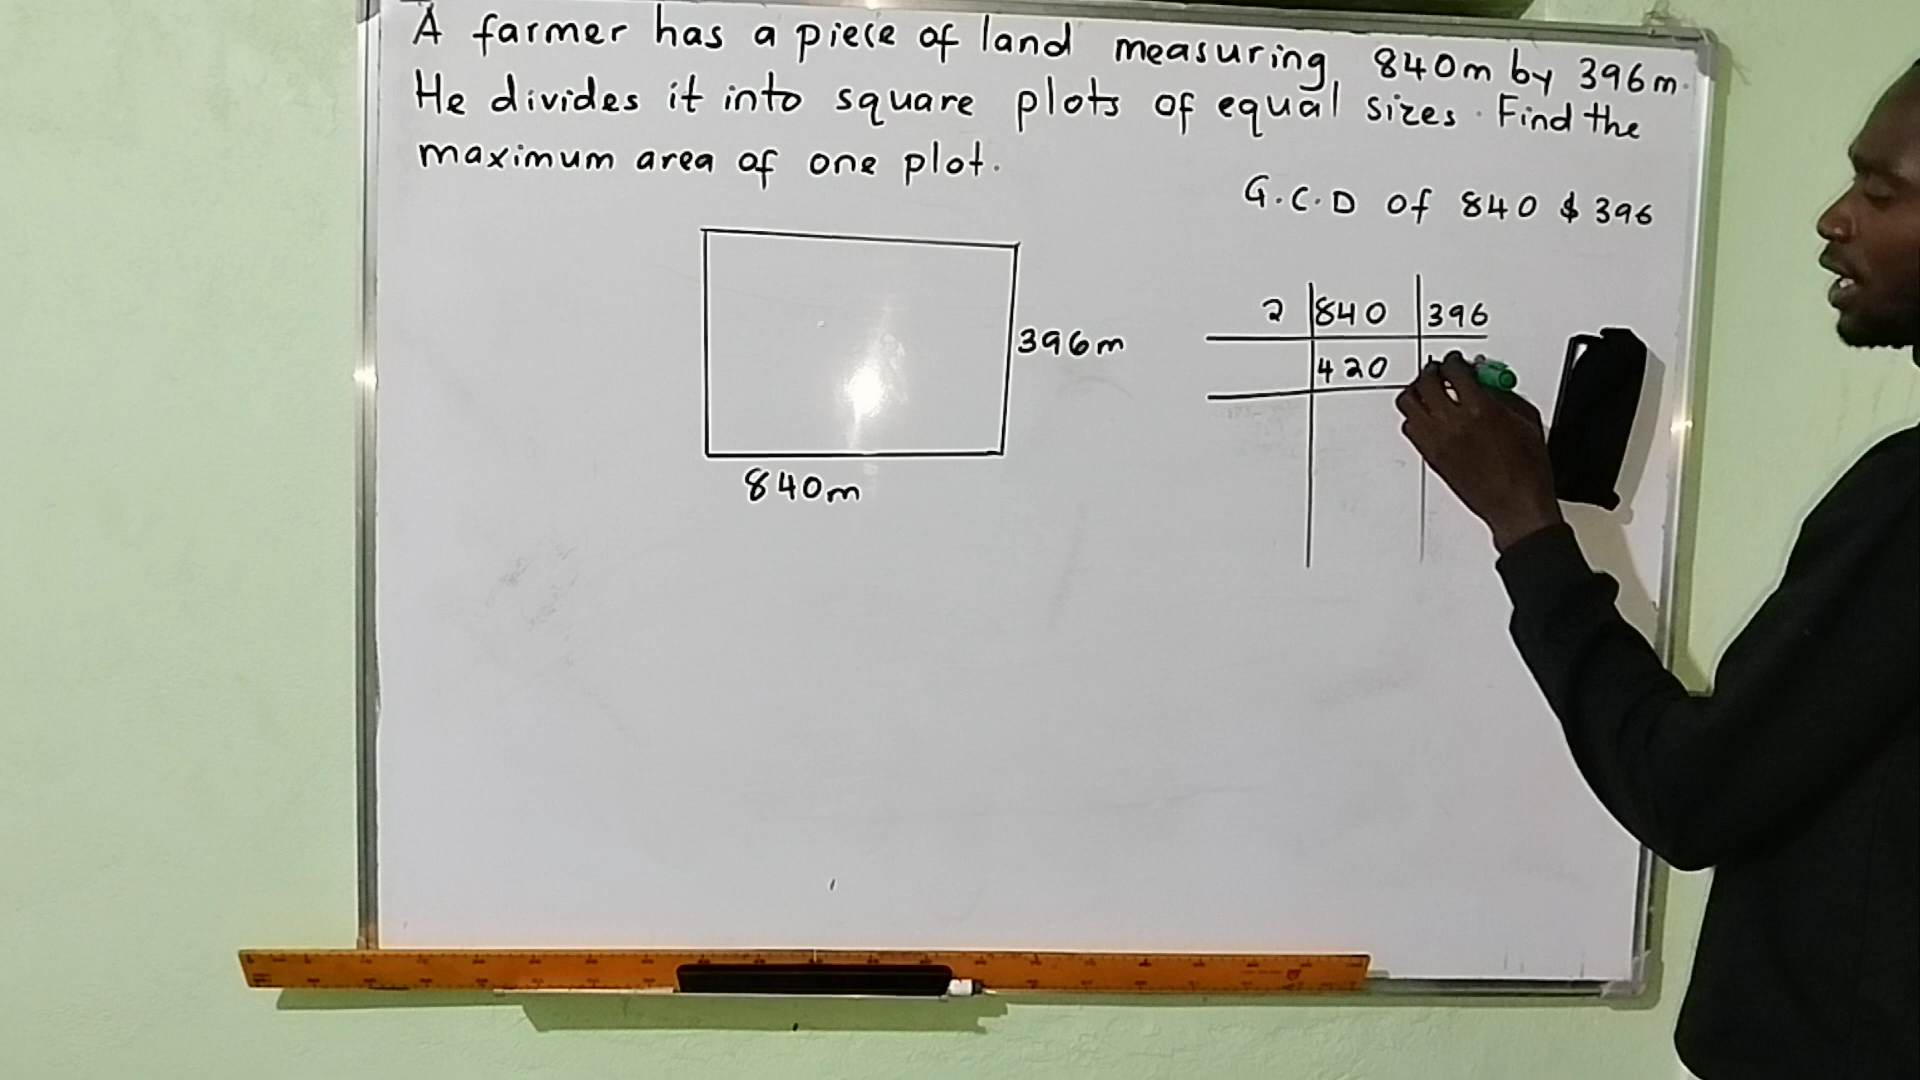 A farmer has a piece of land measuring 840m by 396m.
He divides it into square plots of equal sizes. Find the
maximum area of one plot.
G.C.D of 840 & 396
2 840 396
420
396m
840m